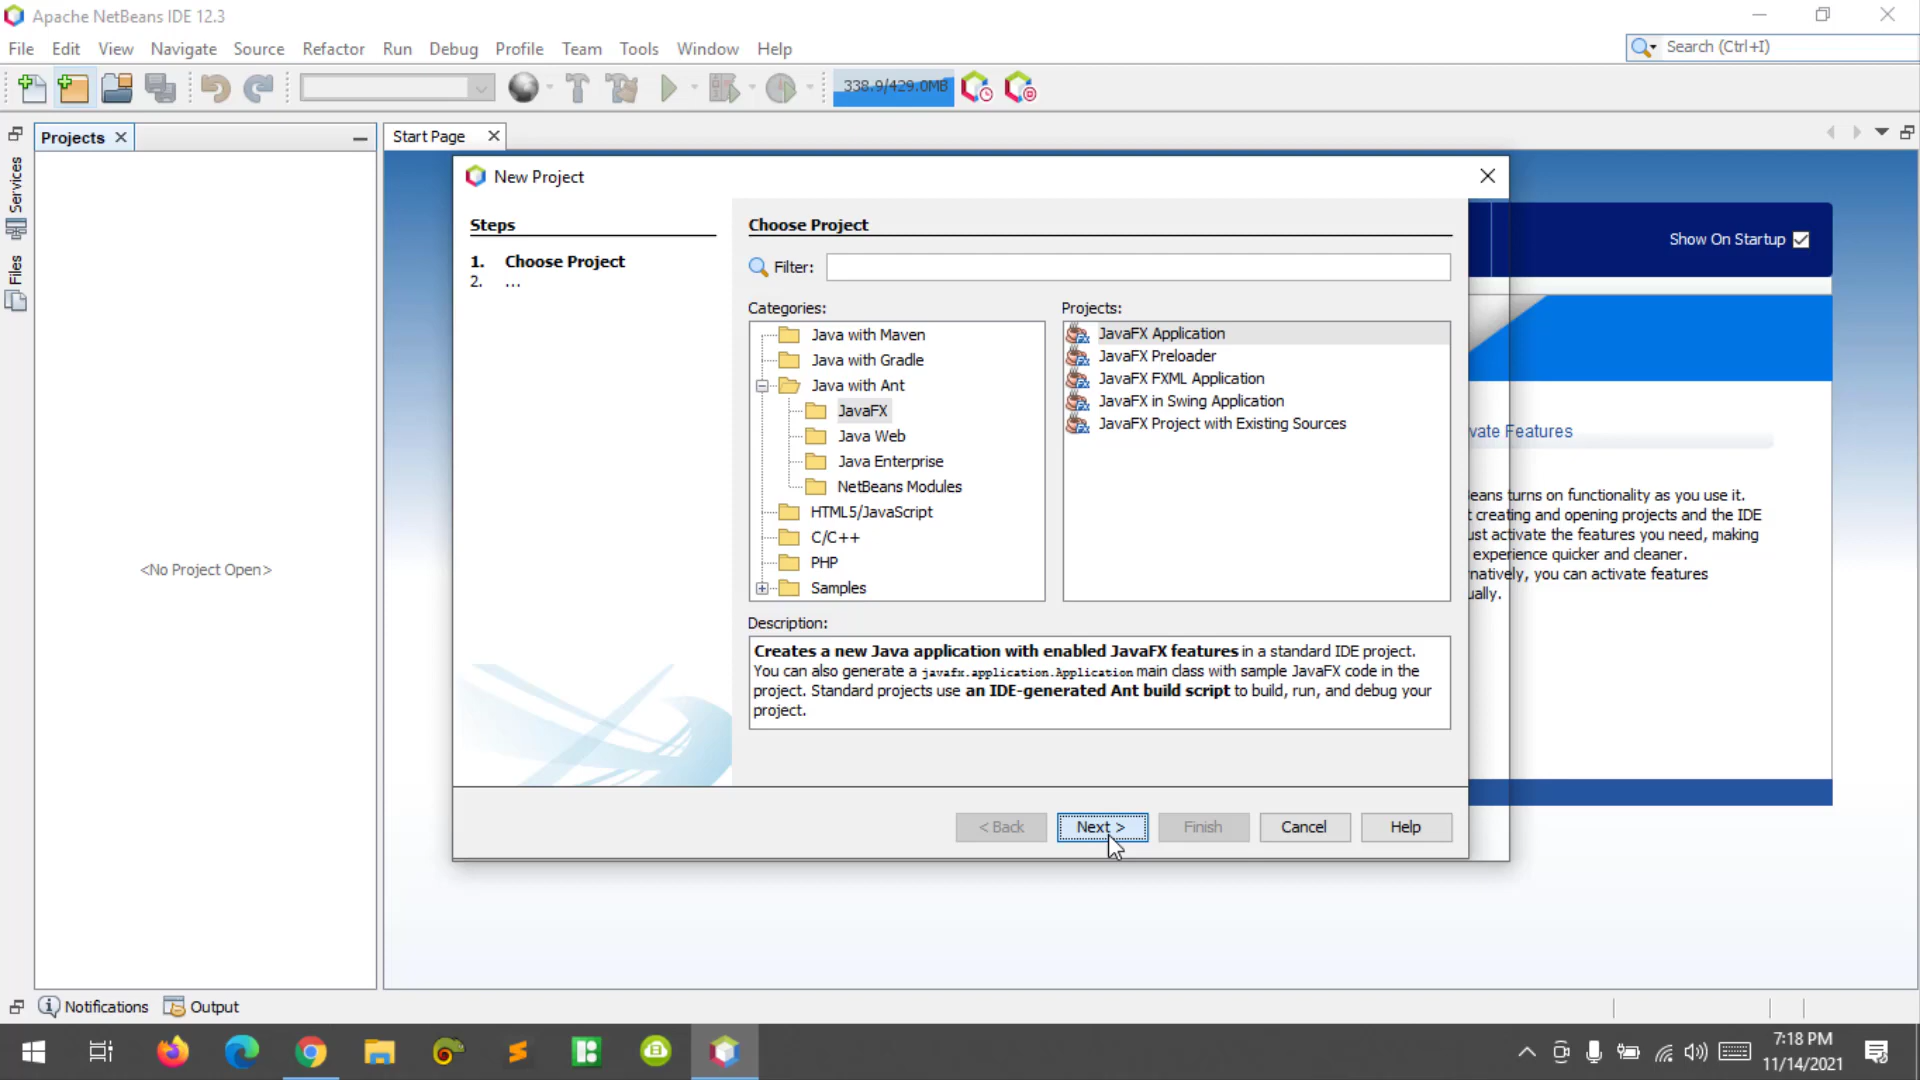 Apache NetBeans IDE 12.3
File Edit View Navigate Source Refactor Run Debug Profile Team Tools Window Help
Search (Ctrl+I)
338.9/429.0MB
Projects
Start Page
Services
Files
<No Project Open>
New Project
Steps
1. Choose Project
2. ...
Choose Project
Filter:
Categories:
Java with Maven
Java with Gradle
Java with Ant
JavaFX
Java Web
Java Enterprise
NetBeans Modules
HTML5/JavaScript
C/C++
PHP
Samples
Projects:
JavaFX Application
JavaFX Preloader
JavaFX FXML Application
JavaFX in Swing Application
JavaFX Project with Existing Sources
Description:
Creates a new Java application with enabled JavaFX features in a standard IDE project.
You can also generate a javafx.application.Application main class with sample JavaFX code in the
project. Standard projects use an IDE-generated Ant build script to build, run, and debug your
project.
< Back Next > Finish Cancel Help
Show On Startup
vate Features
eans turns on functionality as you use it.
t creating and opening projects and the IDE
ust activate the features you need, making
experience quicker and cleaner.
natively, you can activate features
ually.
Notifications Output
7:18 PM
11/14/2021